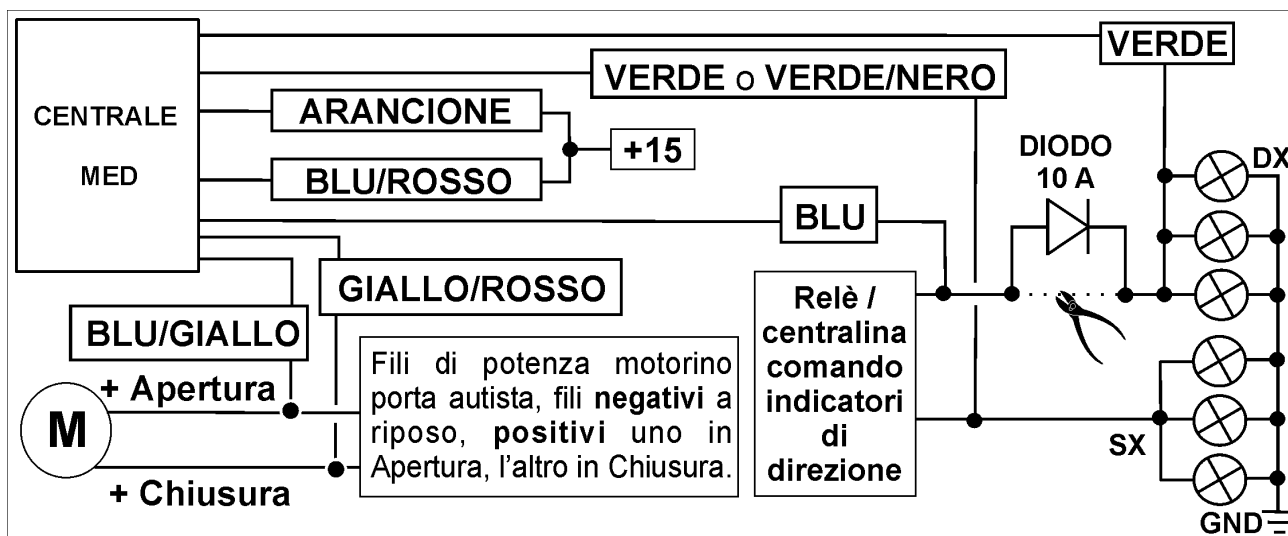 VERDE
VERDE o VERDE/NERO
CENTRALE
MED
ARANCIONE
+15
BLU/ROSSO
DIODO
10 A
DX
BLU
GIALLO/ROSSO
BLU/GIALLO
Relè /
centralina
comando
indicatori
di
direzione
+ Apertura
M
+ Chiusura
Fili di potenza motorino
porta autista, fili negativi a
riposo, positivi uno in
Apertura, l'altro in Chiusura.
SX
GND